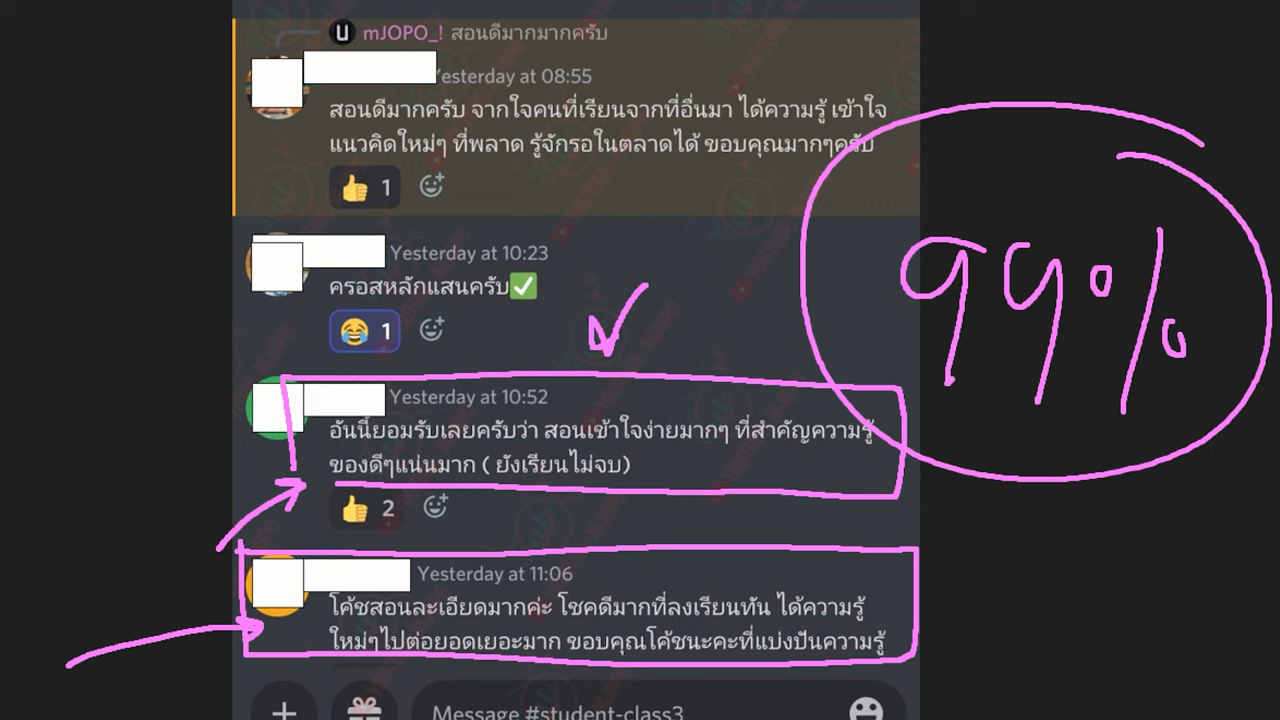 U mJOPO_! สอนดีมากมากครับ
Yesterday at 08:55
สอนดีมากครับ จากใจคนที่เรียนจากที่อื่นมา ได้ความรู้ เข้าใจ
แนวคิดใหม่ๆ ที่พลาด รู้จักรอในตลาดได้ ขอบคุณมากๆครับ
👍 1
Yesterday at 10:23
ครอสหลักแสนครับ✅
😂 1
99%
Yesterday at 10:52
อันนี้ยอมรับเลยครับว่า สอนเข้าใจง่ายมากๆ ที่สำคัญความรู้
ของดีๆแน่นมาก ( ยังเรียนไม่จบ)
👍 2
Yesterday at 11:06
โค้ชสอนละเอียดมากค่ะ โชคดีมากที่ลงเรียนทัน ได้ความรู้
ใหม่ๆไปต่อยอดเยอะมาก ขอบคุณโค้ชนะคะที่แบ่งปันความรู้
Message #student-class3